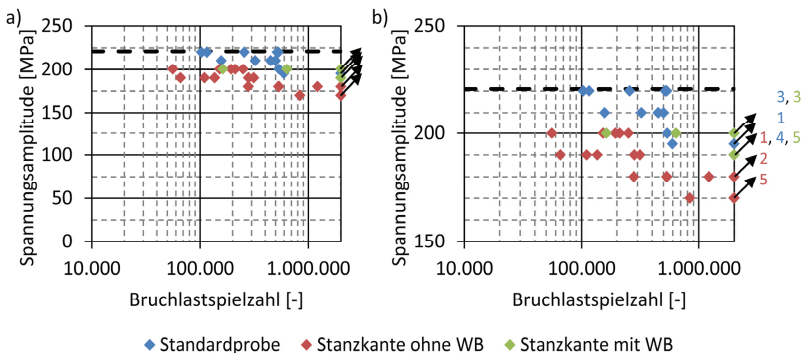 a)
Spannungsamplitude [MPa]
250
200
150
100
50
0
10.000 100.000 1.000.000
Bruchlastspielzahl [-]
b)
Spannungsamplitude [MPa]
250
200
150
10.000 100.000 1.000.000
Bruchlastspielzahl [-]
3, 3
1
1, 4, 5
2
5
Standardprobe Stanzkante ohne WB Stanzkante mit WB